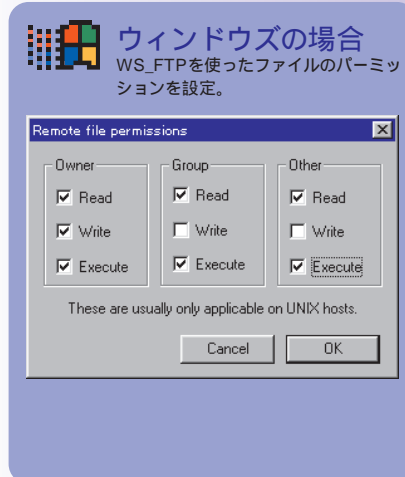 ウィンドウズの場合
WS_FTPを使ったファイルのパーミッ
ションを設定。
Remote file permissions
Owner
Group
Other
Read
Read
Read
Write
Write
Write
Execute
Execute
Execute
These are usually only applicable on UNIX hosts.
Cancel
OK